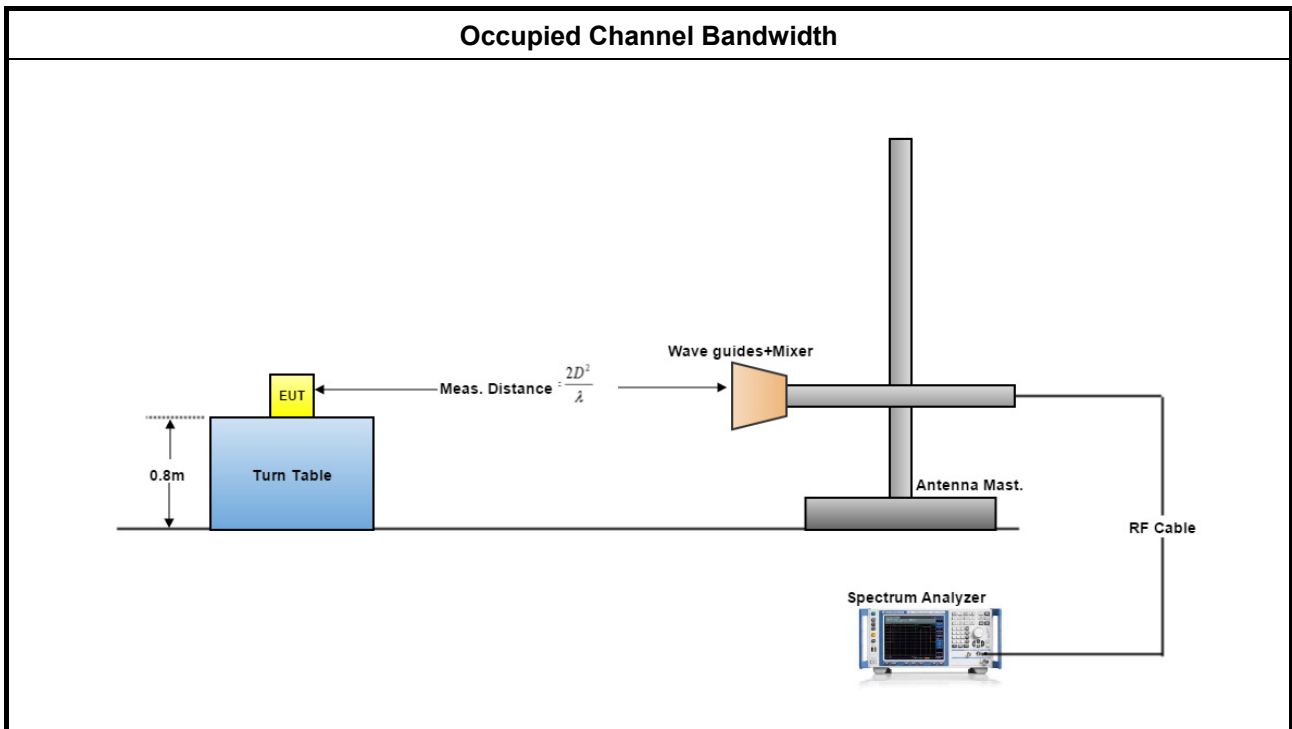 Occupied Channel Bandwidth
Wave guides+Mixer
EUT
Meas. Distance = 2D²/λ
0.8m
Turn Table
Antenna Mast.
RF Cable
Spectrum Analyzer